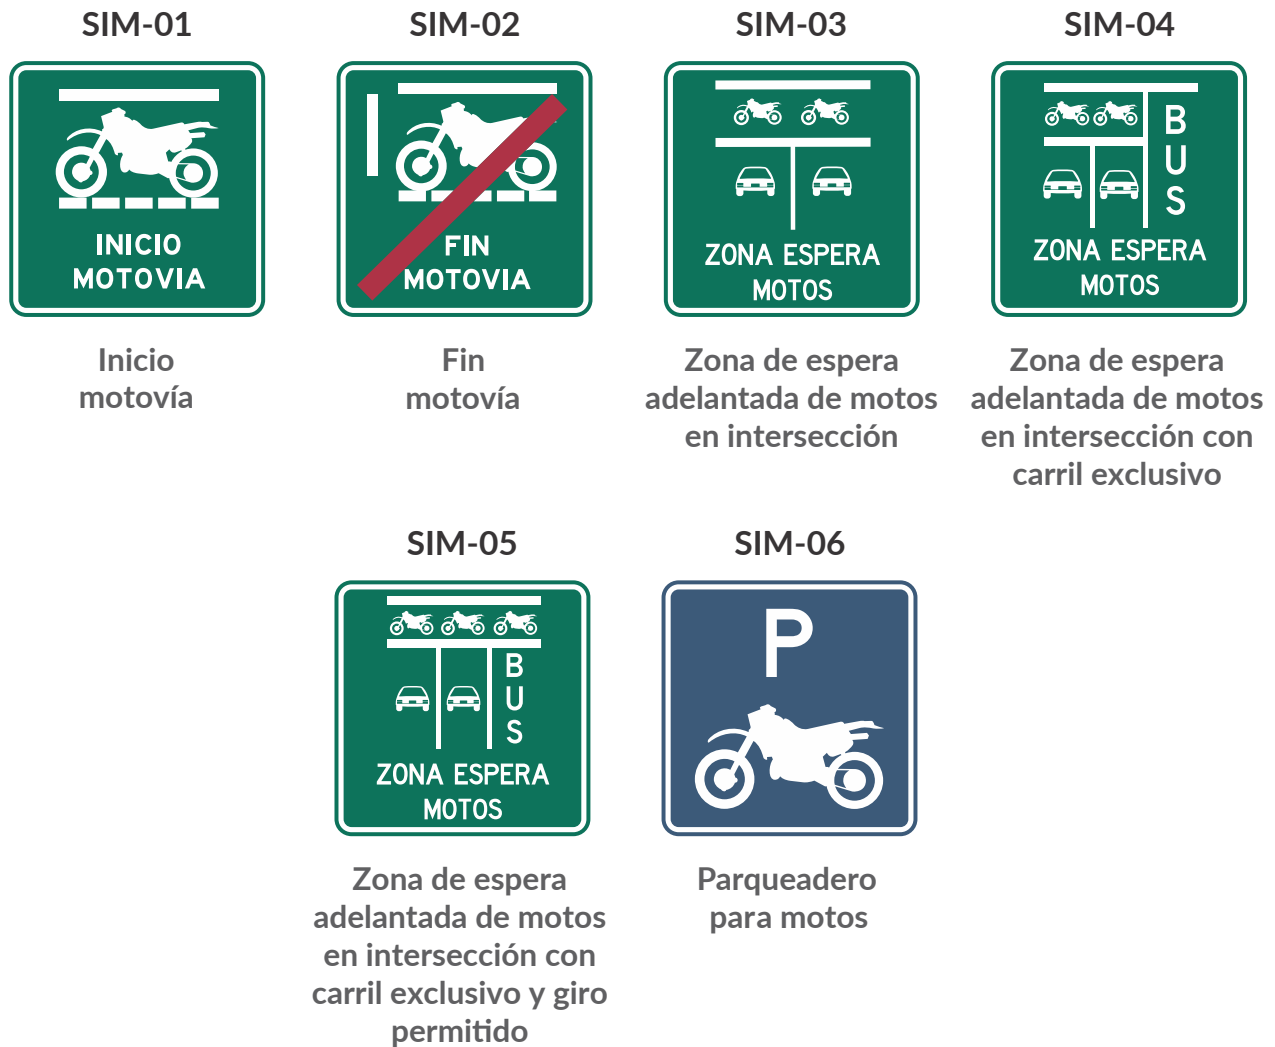 SIM-01
SIM-02
SIM-03
SIM-04
INICIO
MOTOVIA
FIN
MOTOVIA
ZONA ESPERA
MOTOS
B
U
S
ZONA ESPERA
MOTOS
Inicio
motovía
Fin
motovía
Zona de espera
adelantada de motos
en intersección
Zona de espera
adelantada de motos
en intersección con
carril exclusivo
SIM-05
SIM-06
B
U
S
ZONA ESPERA
MOTOS
P
Zona de espera
adelantada de motos
en intersección con
carril exclusivo y giro
permitido
Parqueadero
para motos